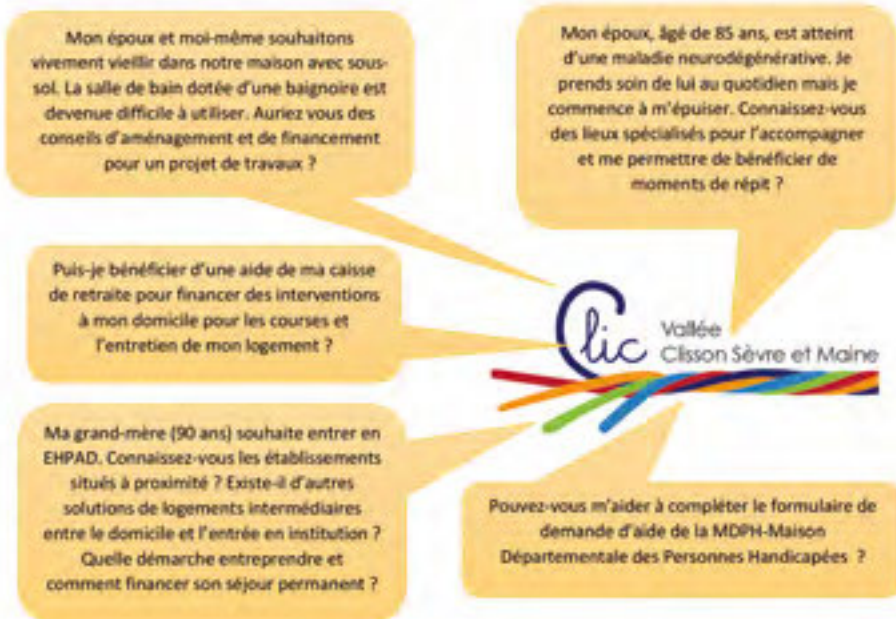 Mon époux et moi-même souhaitons
vivement vieillir dans notre maison avec sous-
sol. La salle de bain dotée d'une baignoire est
devenue difficile à utiliser. Auriez vous des
conseils d'aménagement et de financement
pour un projet de travaux ?
Mon époux, âgé de 85 ans, est atteint
d'une maladie neurodégénérative. Je
prends soin de lui au quotidien mais je
commence à m'épuiser. Connaissez-vous
des lieux spécialisés pour l'accompagner
et me permettre de bénéficier de
moments de répit ?
Puis-je bénéficier d'une aide de ma caisse
de retraite pour financer des interventions
à mon domicile pour les courses et
l'entretien de mon logement ?
Clic Vallée
Clisson Sèvre et Maine
Ma grand-mère (90 ans) souhaite entrer en
EHPAD. Connaissez-vous les établissements
situés à proximité ? Existe-il d'autres
solutions de logements intermédiaires
entre le domicile et l'entrée en institution ?
Quelle démarche entreprendre et
comment financer son séjour permanent ?
Pouvez-vous m'aider à compléter le formulaire de
demande d'aide de la MDPH-Maison
Départementale des Personnes Handicapées ?